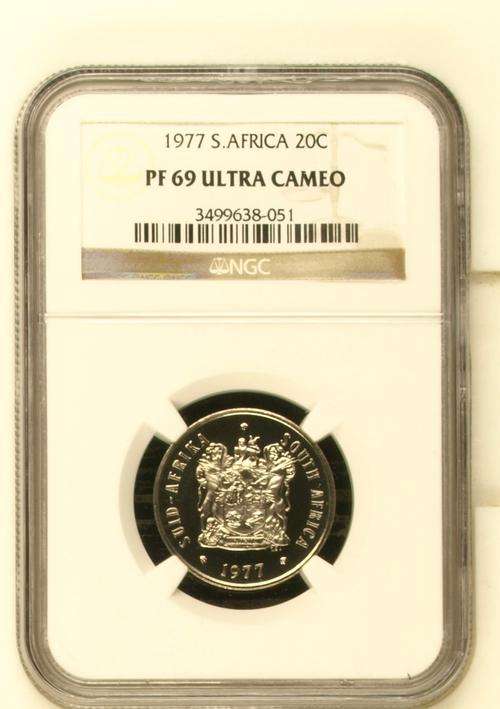 1977 S.AFRICA 20C
PF 69 ULTRA CAMEO
3499638-051
NGC
SUID-AFRIKA SOUTH AFRICA
1977